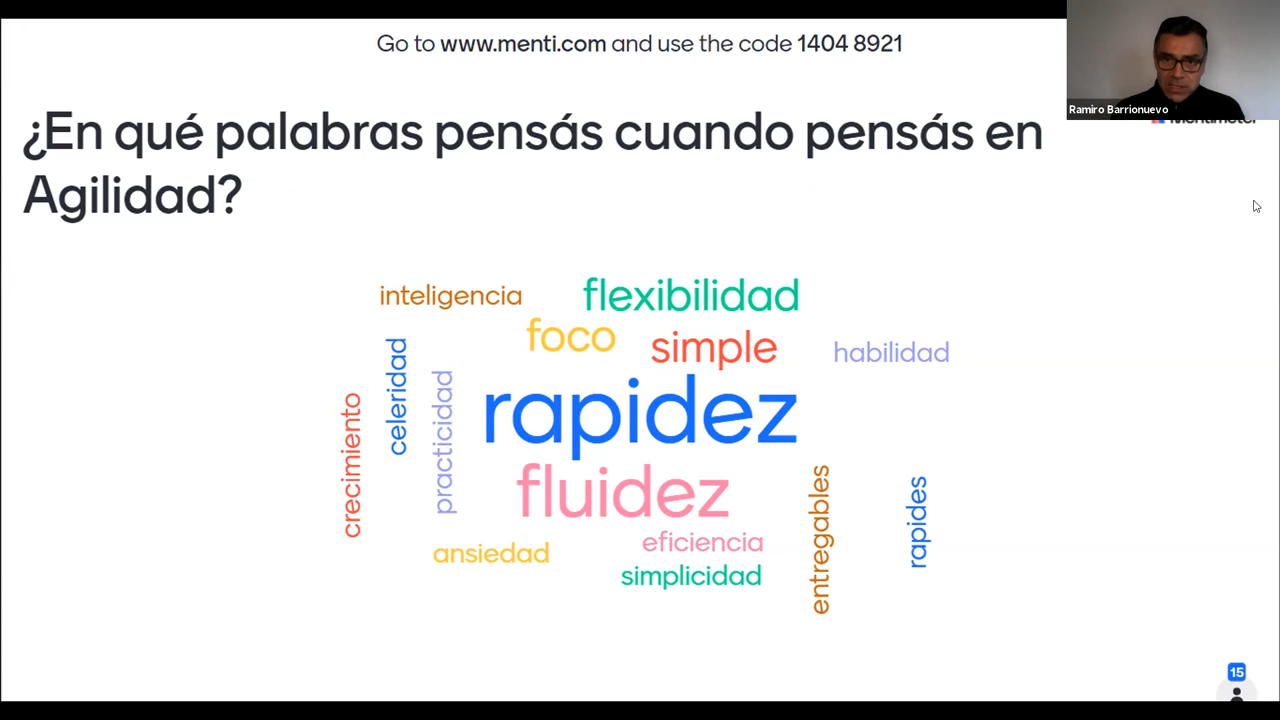 Go to www.menti.com and use the code 1404 8921
Ramiro Barrionuevo
Mentimeter
¿En qué palabras pensás cuando pensás en
Agilidad?
inteligencia
flexibilidad
foco
simple
habilidad
celeridad
practicidad
crecimiento
rapidez
fluidez
entregables
rapides
eficiencia
ansiedad
simplicidad
15